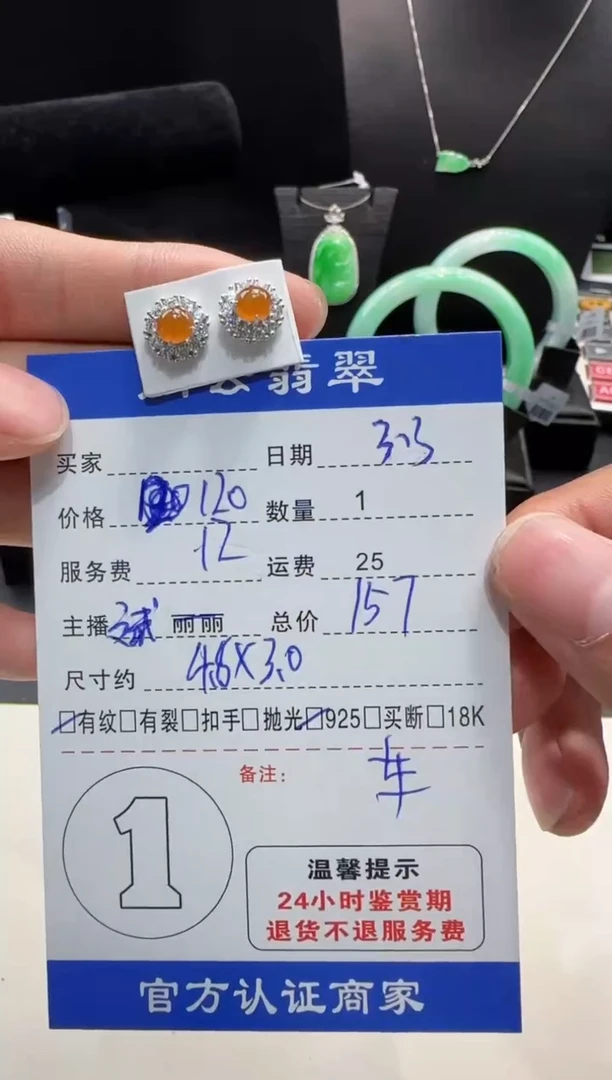 翡翠
买家 日期 3.3
价格 120 数量 1
服务费 12 运费 25
主播 丽丽 总价 157
尺寸约 4.8X3.0
□有纹□有裂□扣手□抛光□925□买断□18K
备注: 车
1
温馨提示
24小时鉴赏期
退货不退服务费
官方认证商家